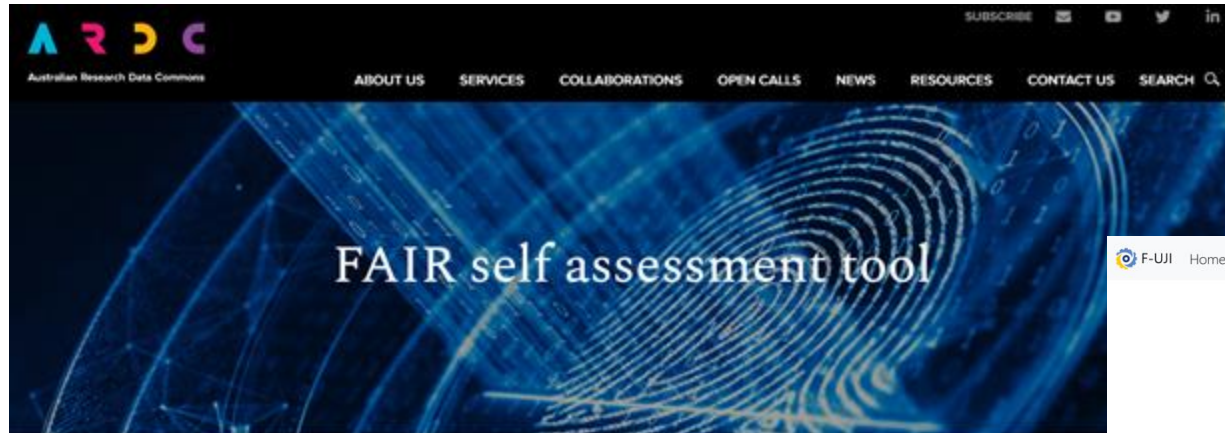 SUBSCRIBE
A R D C
Australian Research Data Commons
ABOUT US SERVICES COLLABORATIONS OPEN CALLS NEWS RESOURCES CONTACT US SEARCH
FAIR self assessment tool
F-UJI Home